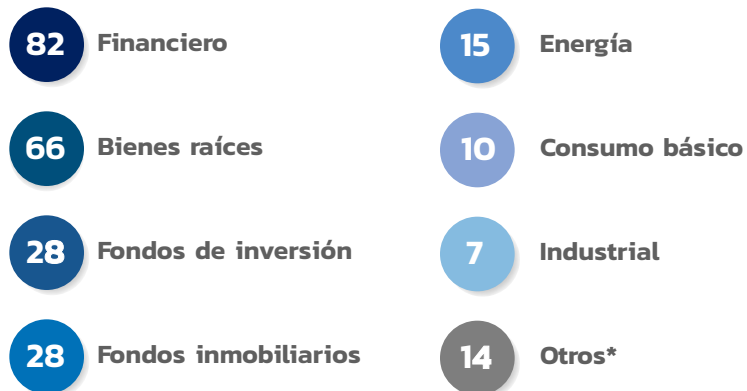 82 Financiero
66 Bienes raíces
28 Fondos de inversión
28 Fondos inmobiliarios
15 Energía
10 Consumo básico
7 Industrial
14 Otros*